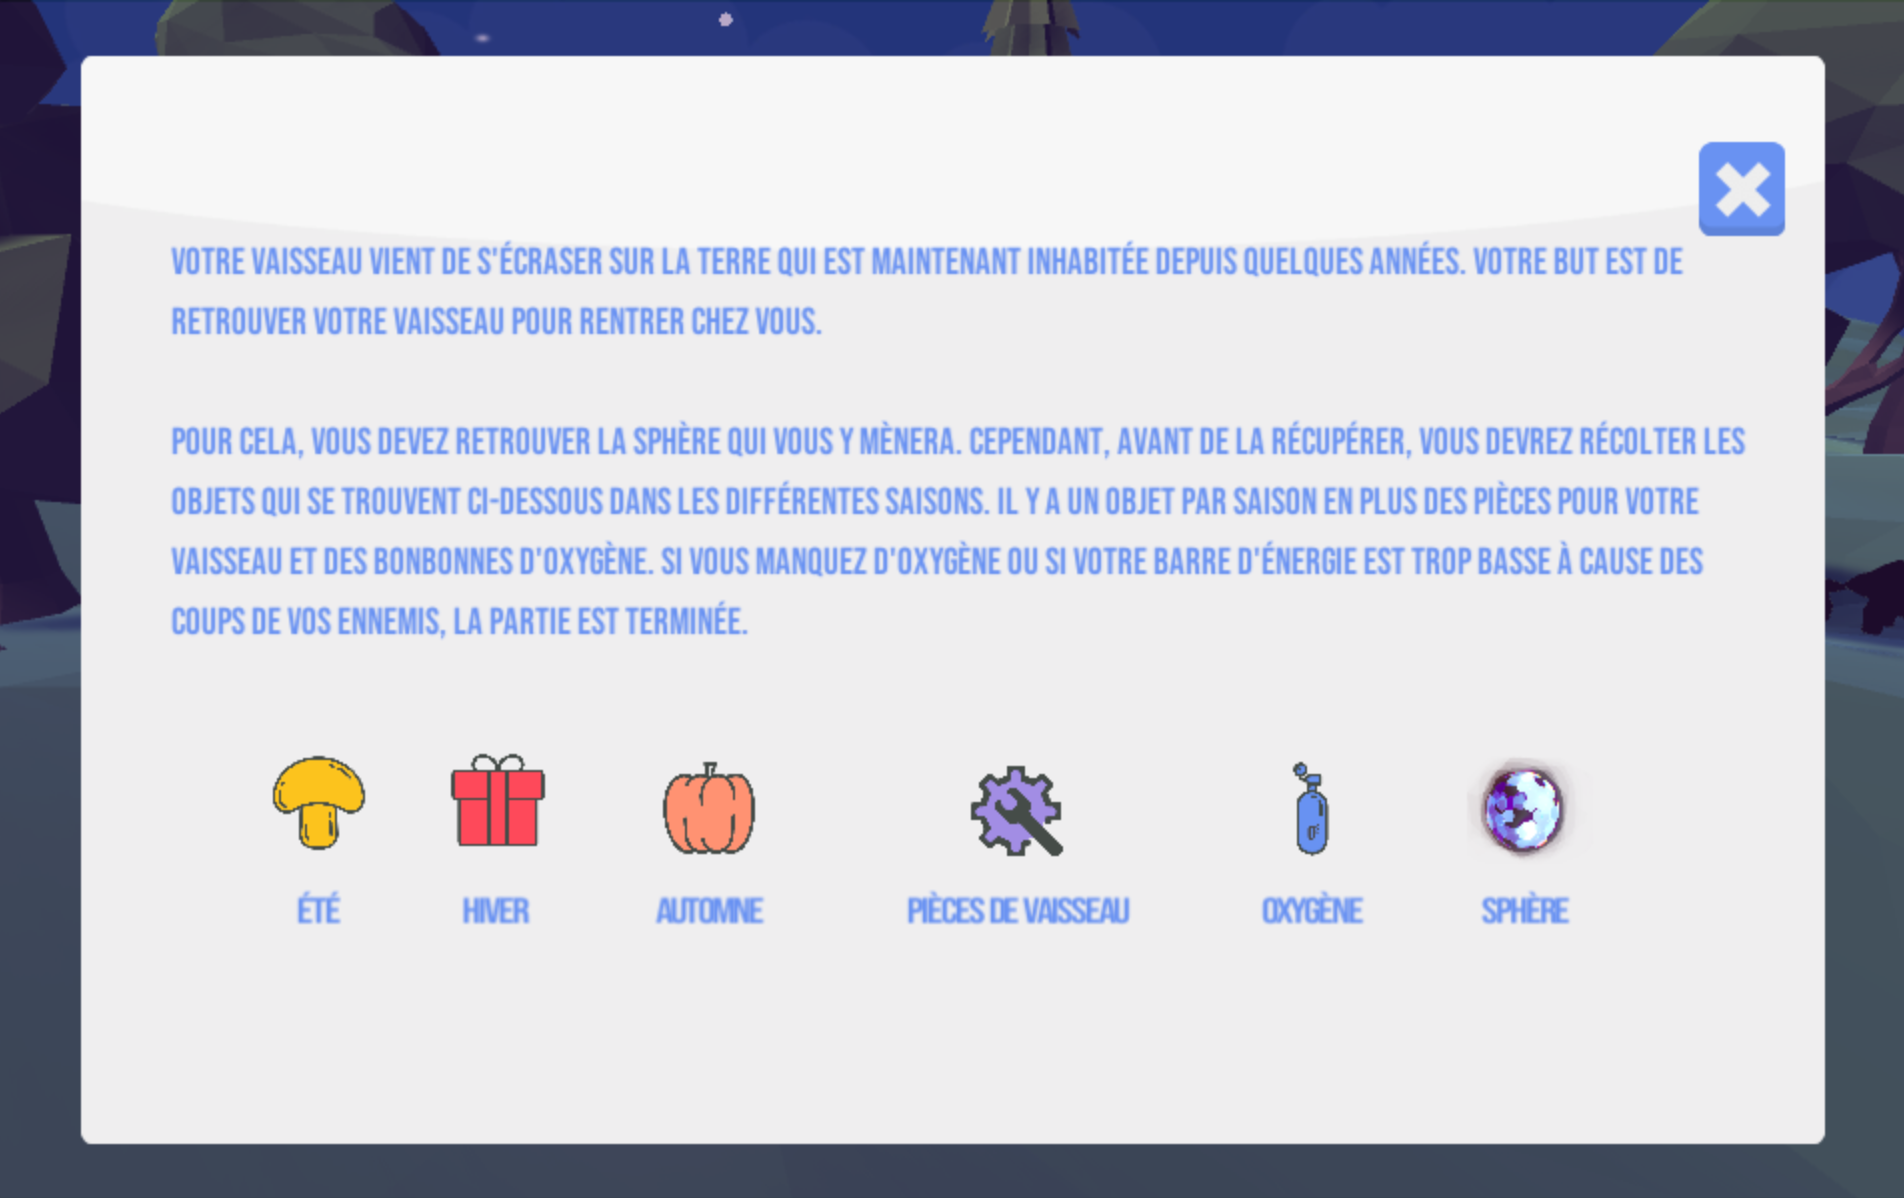 VOTRE VAISSEAU VIENT DE S'ÉCRASER SUR LA TERRE QUI EST MAINTENANT INHABITÉE DEPUIS QUELQUES ANNÉES. VOTRE BUT EST DE
RETROUVER VOTRE VAISSEAU POUR RENTRER CHEZ VOUS.
POUR CELA, VOUS DEVEZ RETROUVER LA SPHÈRE QUI VOUS Y MÈNERA. CEPENDANT, AVANT DE LA RÉCUPÉRER, VOUS DEVREZ RÉCOLTER LES
OBJETS QUI SE TROUVENT CI-DESSOUS DANS LES DIFFÉRENTES SAISONS. IL Y A UN OBJET PAR SAISON EN PLUS DES PIÈCES POUR VOTRE
VAISSEAU ET DES BONBONNES D'OXYGÈNE. SI VOUS MANQUEZ D'OXYGÈNE OU SI VOTRE BARRE D'ÉNERGIE EST TROP BASSE À CAUSE DES
COUPS DE VOS ENNEMIS, LA PARTIE EST TERMINÉE.
ÉTÉ
HIVER
AUTOMNE
PIÈCES DE VAISSEAU
OXYGÈNE
SPHÈRE